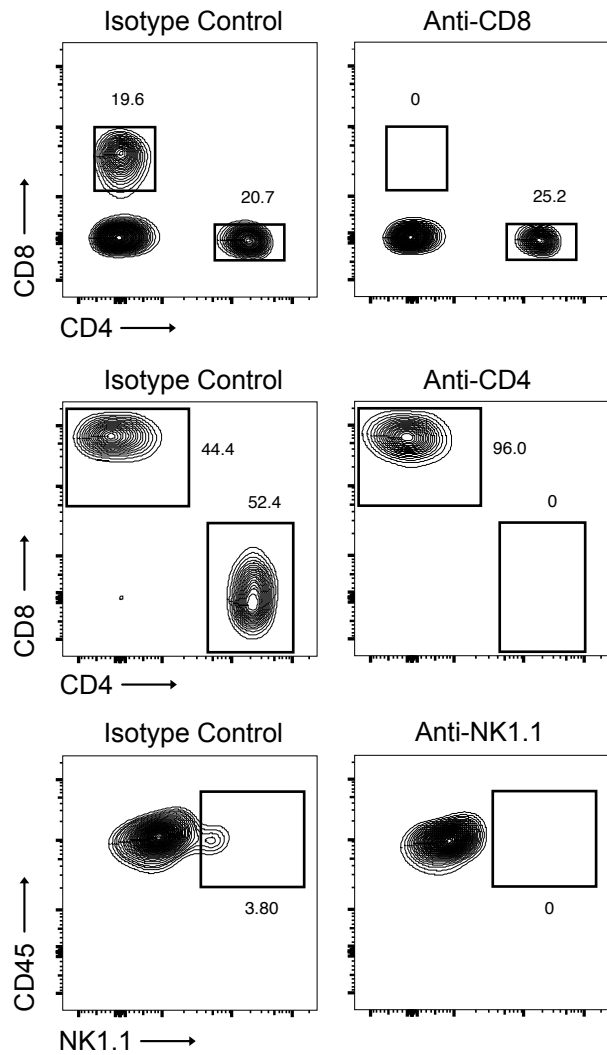 Isotype Control
Anti-CD8
19.6
0
20.7
25.2
CD8
CD4
Isotype Control
Anti-CD4
44.4
96.0
52.4
0
CD8
CD4
Isotype Control
Anti-NK1.1
3.80
0
CD45
NK1.1